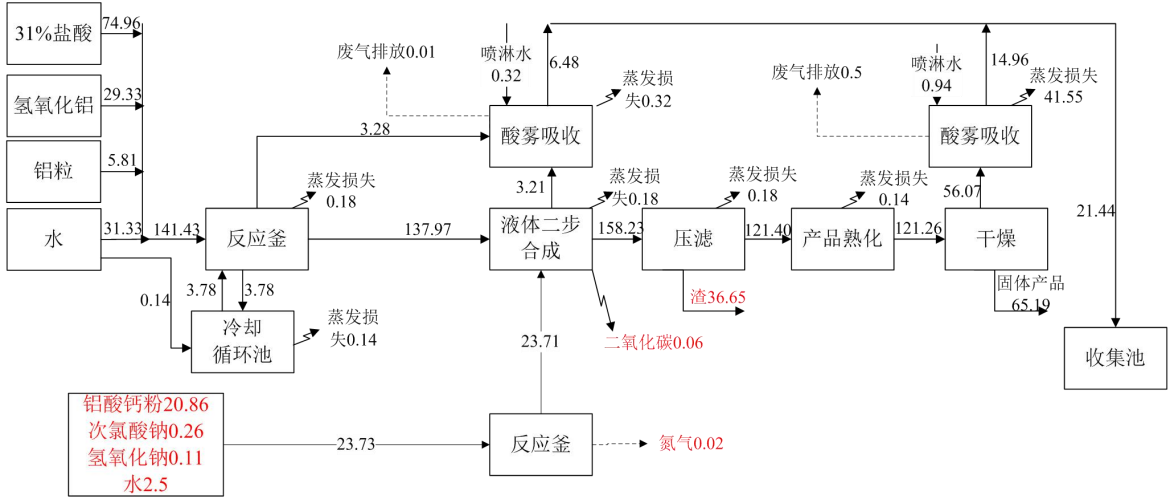 31%盐酸
74.96
氢氧化铝
29.33
铝粒
5.81
水
31.33
141.43
0.14
反应釜
蒸发损失
0.18
3.78
3.78
冷却
循环池
蒸发损
失0.14
3.28
137.97
废气排放0.01
喷淋水
0.32
6.48
蒸发损
失0.32
酸雾吸收
3.21
蒸发损
失0.18
液体二步
合成
158.23
二氧化碳0.06
23.71
压滤
蒸发损失
0.18
渣36.65
121.40
产品熟化
蒸发损失
0.14
121.26
废气排放0.5
喷淋水
0.94
14.96
蒸发损失
41.55
酸雾吸收
56.07
干燥
固体产品
65.19
21.44
收集池
铝酸钙粉20.86
次氯酸钠0.26
氢氧化钠0.11
水2.5
23.73
反应釜
氮气0.02